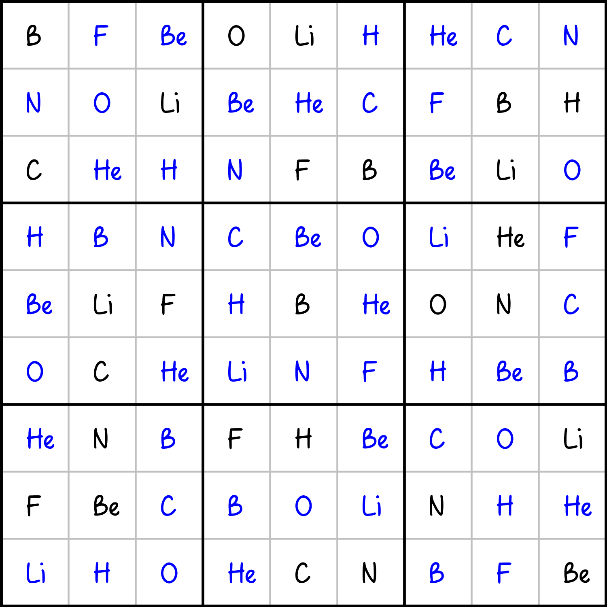 B F Be O Li H He C N
N O Li Be He C F B H
C He H N F B Be Li O
H B N C Be O Li He F
Be Li F H B He O N C
O C He Li N F H Be B
He N B F H Be C O Li
F Be C B O Li N H He
Li H O He C N B F Be